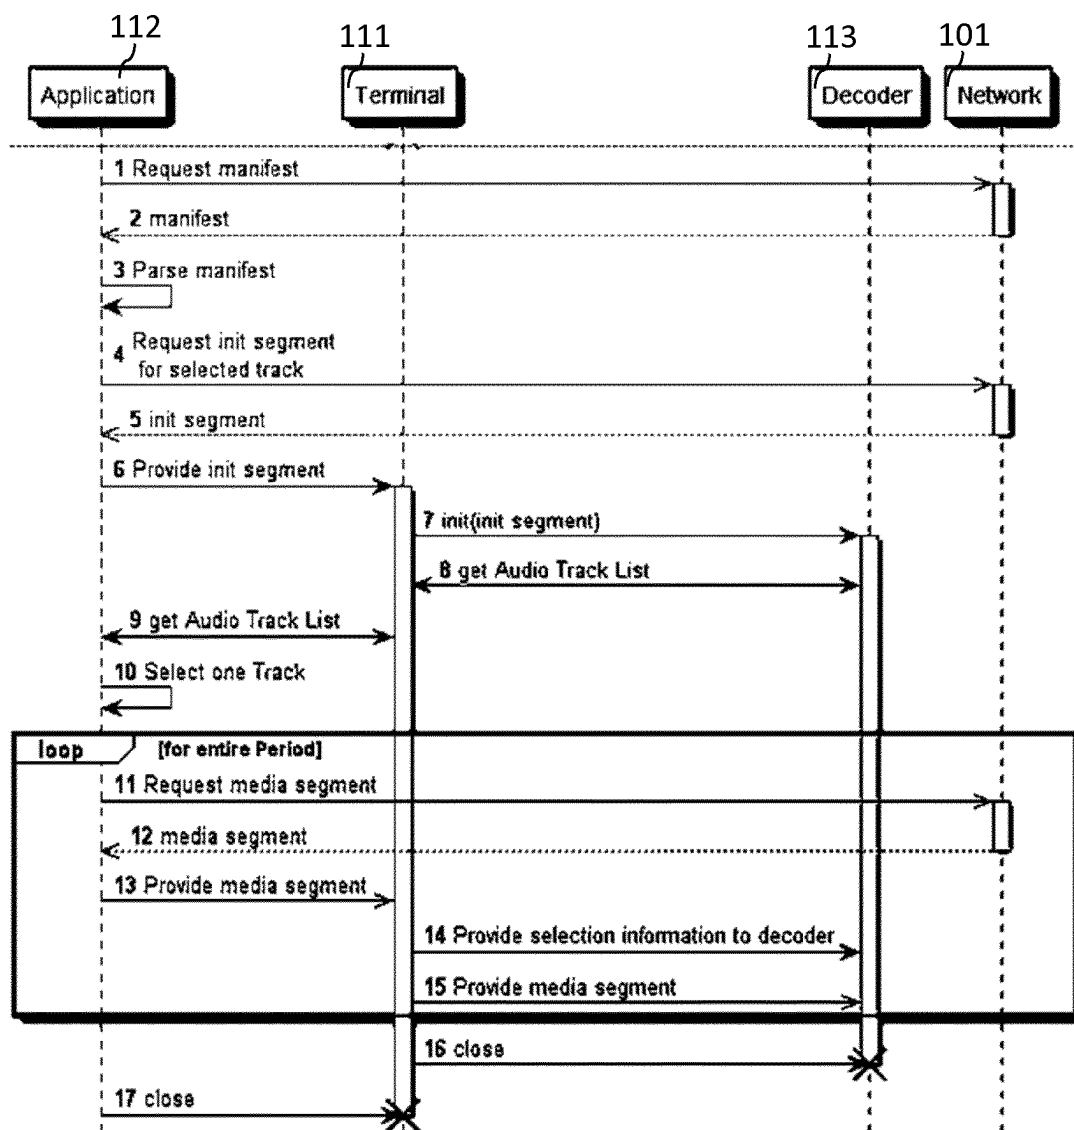 112
111
113
101
Application
Terminal
Decoder
Network
1 Request manifest
2 manifest
3 Parse manifest
4 Request init segment
for selected track
5 init segment
6 Provide init segment
7 init(init segment)
8 get Audio Track List
9 get Audio Track List
10 Select one Track
loop [for entire Period]
11 Request media segment
12 media segment
13 Provide media segment
14 Provide selection information to decoder
15 Provide media segment
16 close
17 close